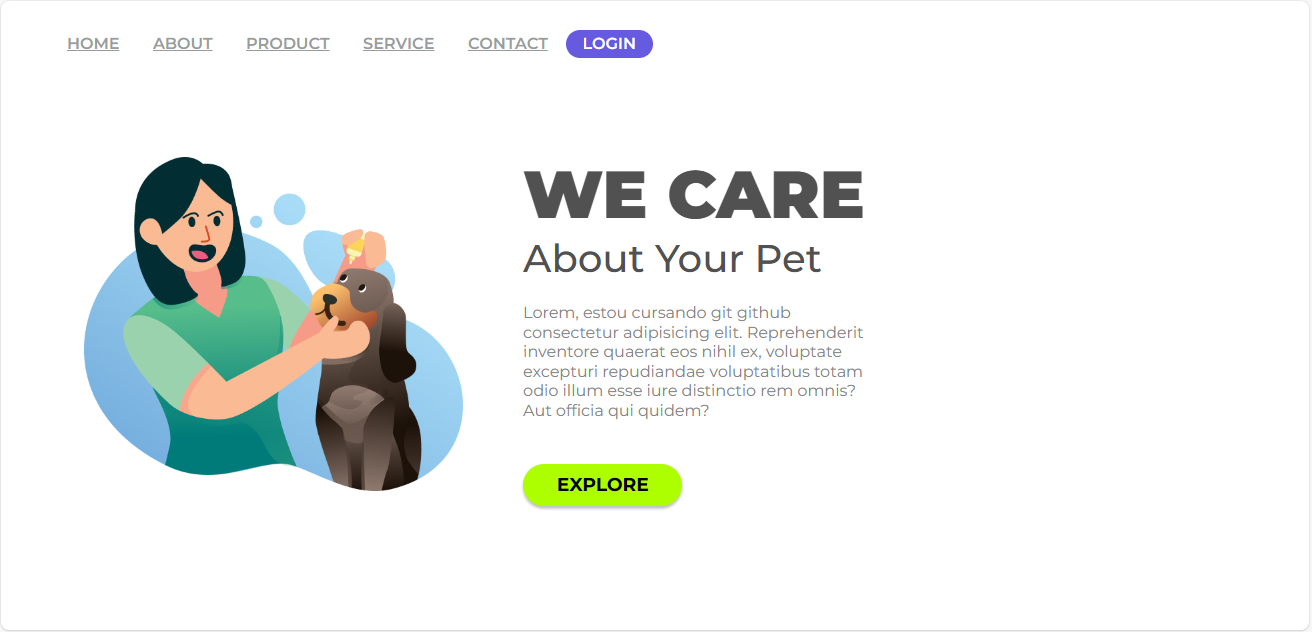 HOME ABOUT PRODUCT SERVICE CONTACT LOGIN
WE CARE
About Your Pet
Lorem, estou cursando git github
consectetur adipisicing elit. Reprehenderit
inventore quaerat eos nihil ex, voluptate
excepturi repudiandae voluptatibus totam
odio illum esse iure distinctio rem omnis?
Aut officia qui quidem?
EXPLORE